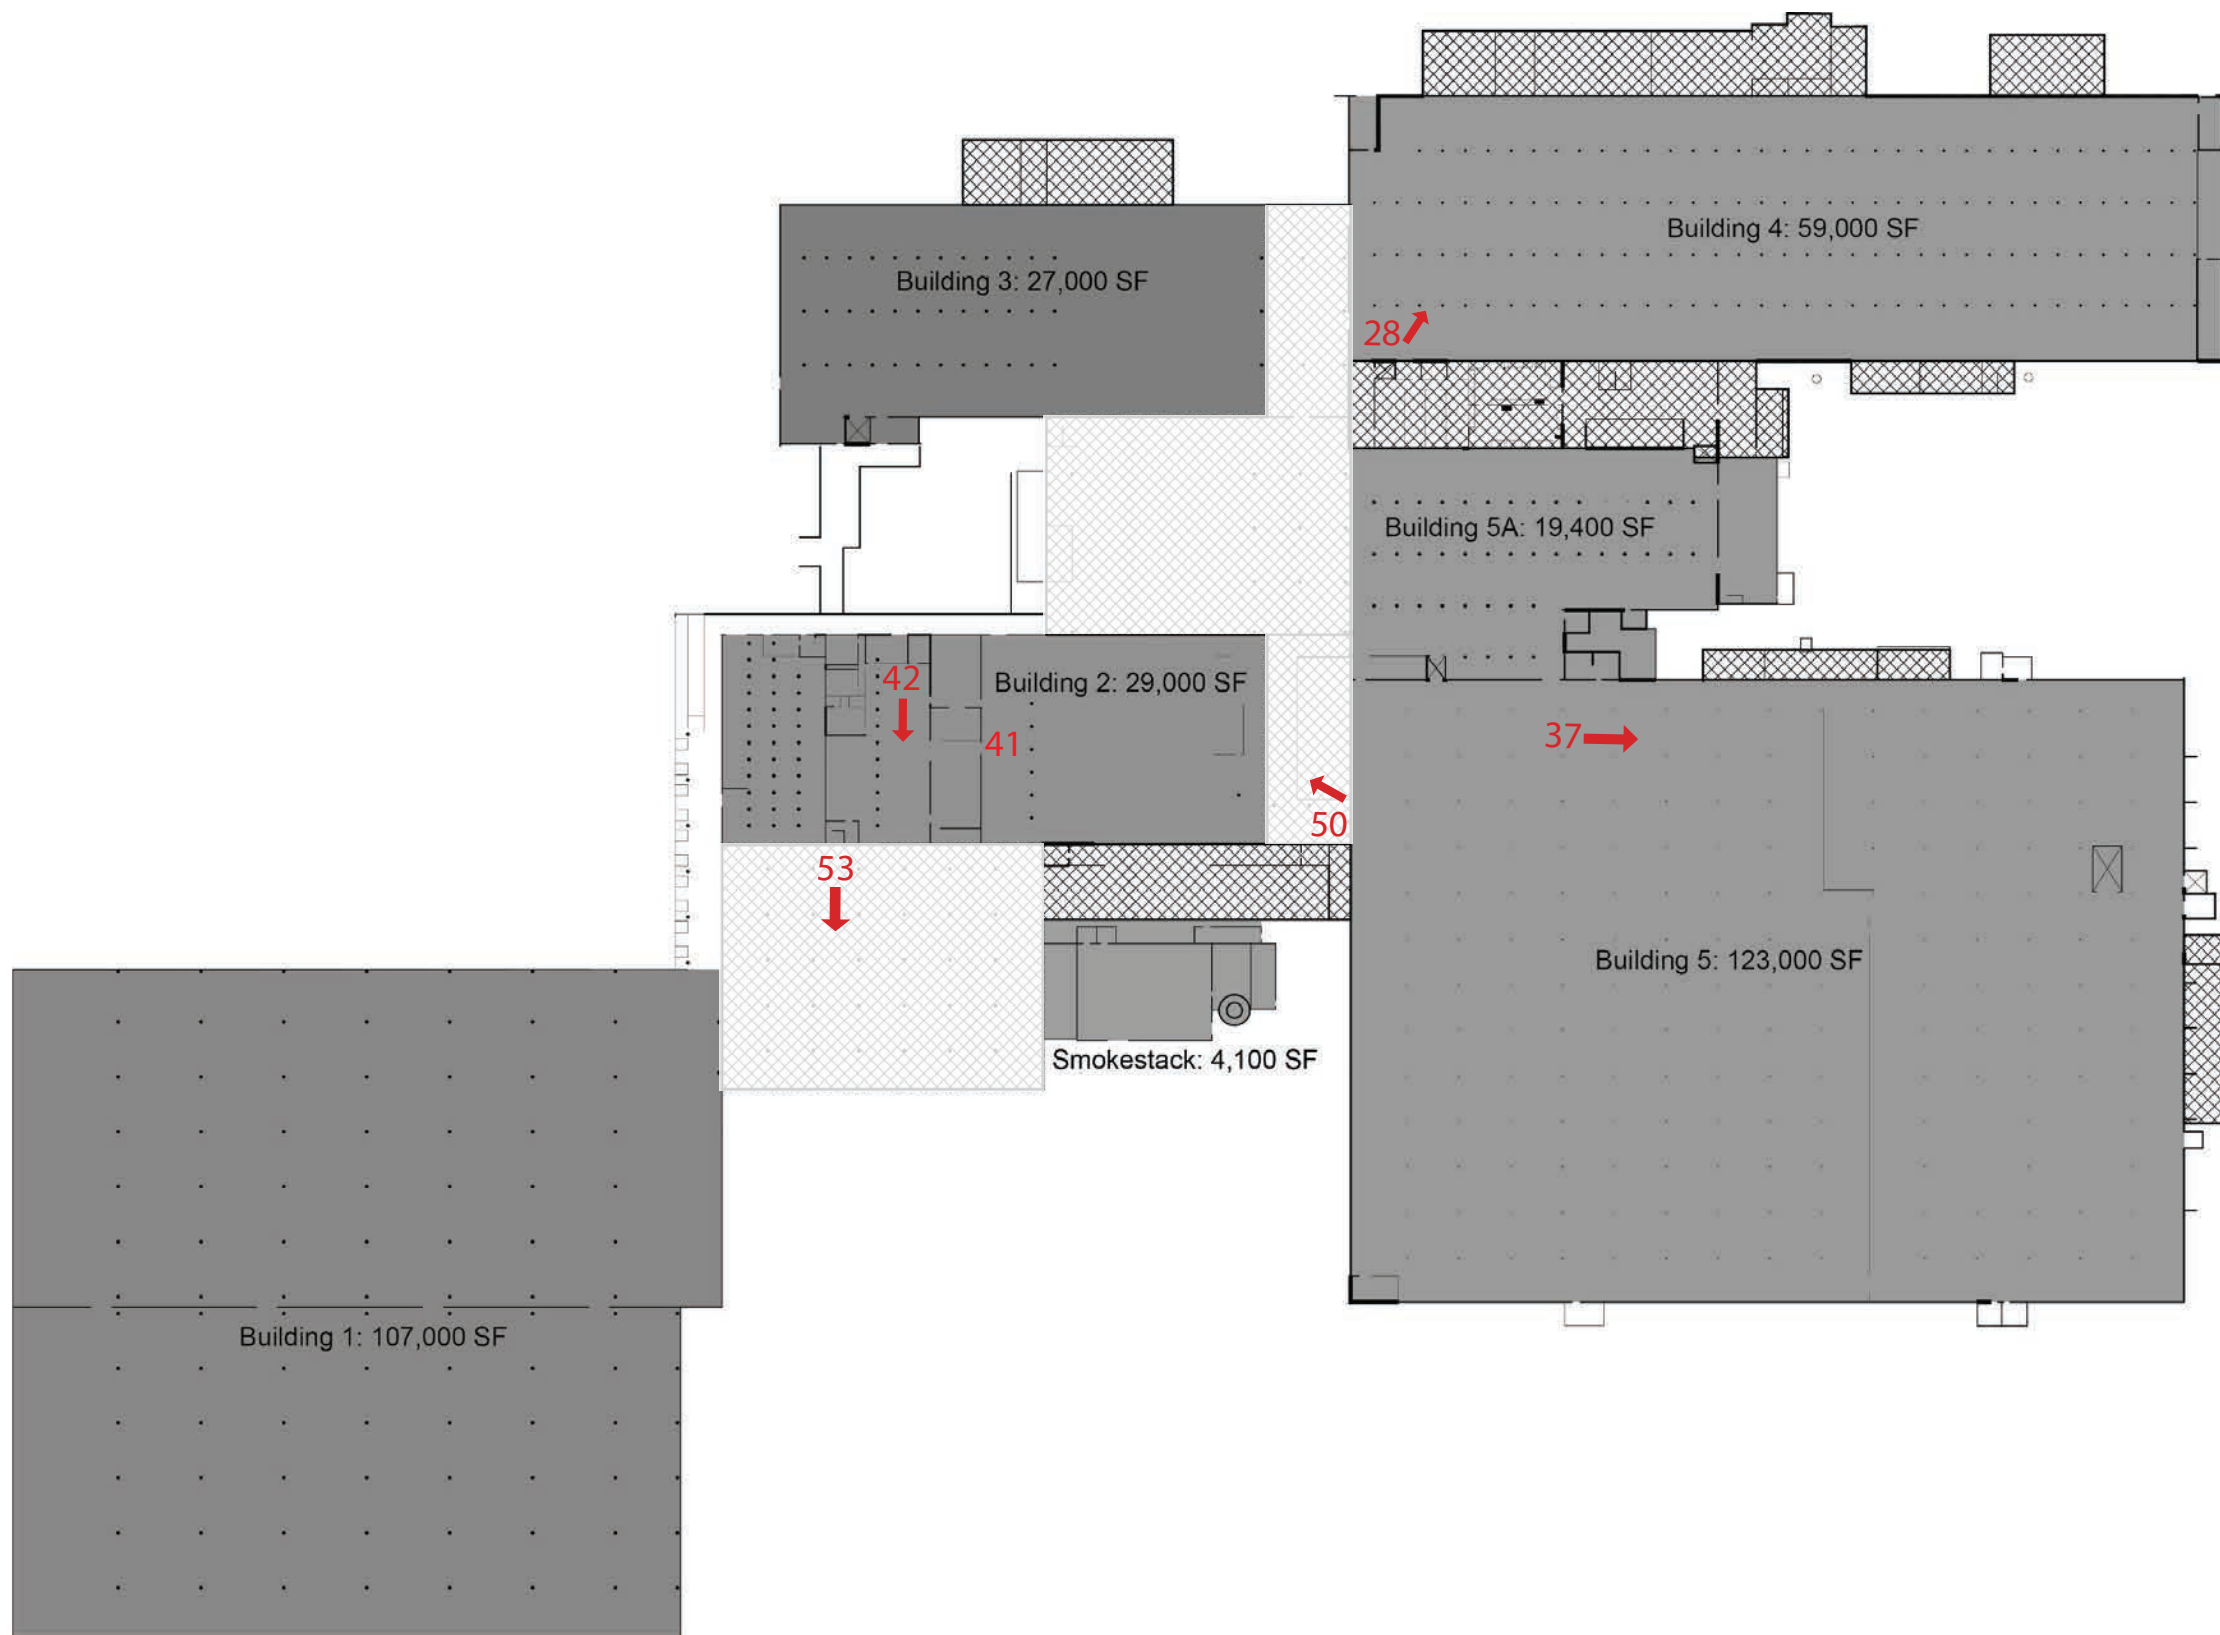 Building 4: 59,000 SF
Building 3: 27,000 SF
28
Building 5A: 19,400 SF
42
Building 2: 29,000 SF
41
37
50
53
Building 5: 123,000 SF
Smokestack: 4,100 SF
Building 1: 107,000 SF